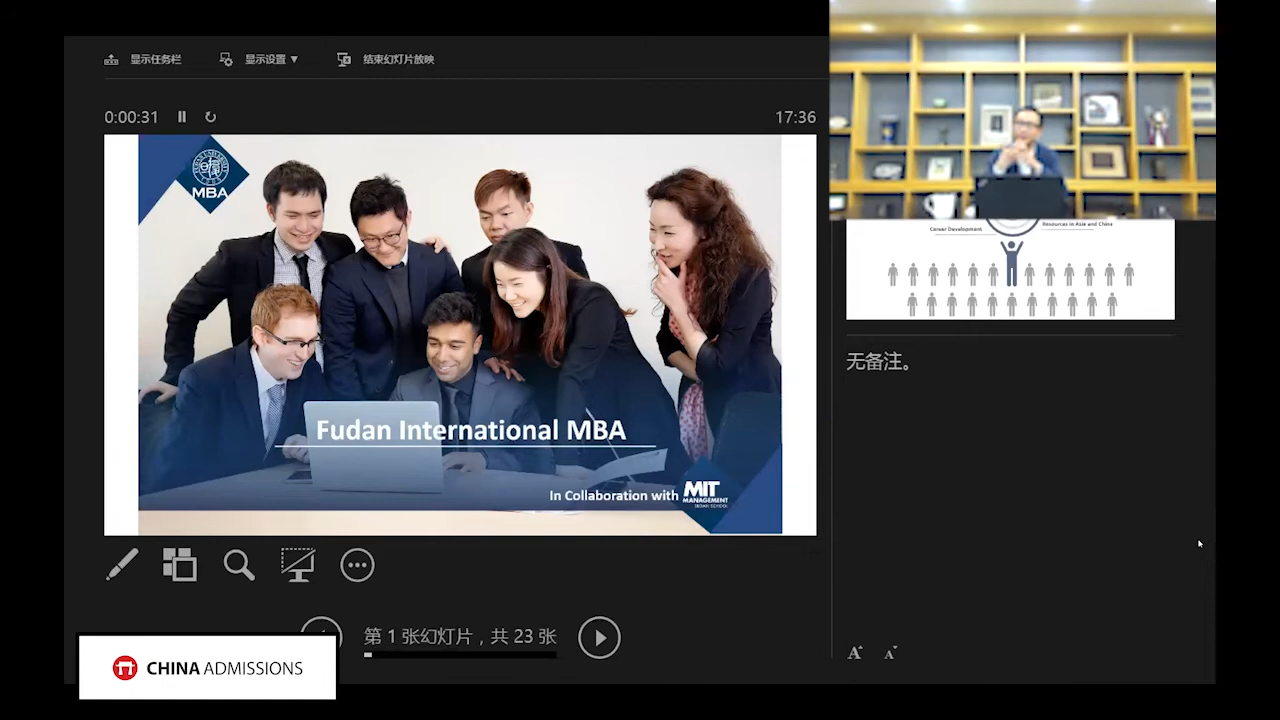 显示任务栏
显示设置 ▼
结束幻灯片放映
0:00:31
17:36
MBA
Fudan International MBA
In Collaboration with
MIT
MANAGEMENT
SLOAN SCHOOL
Career Development
Resources in Asia and China
无备注。
第 1 张幻灯片，共 23 张
A
A
CHINA ADMISSIONS